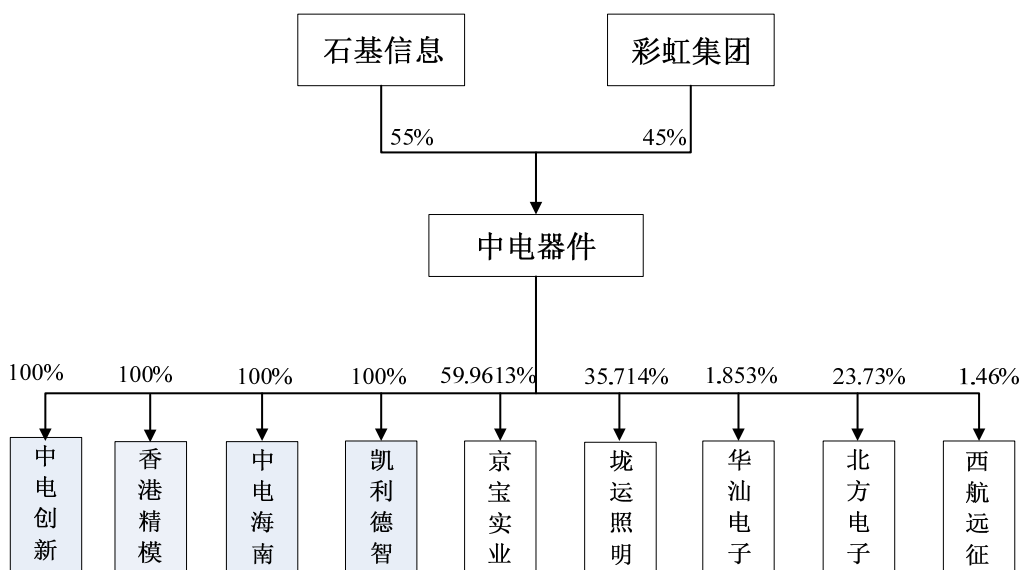 石基信息
彩虹集团
55%
45%
中电器件
100%
100%
100%
100%
59.9613%
35.714%
1.853%
23.73%
1.46%
中电创新
香港精模
中电海南
凯利德智
京宝实业
垅运照明
华汕电子
北方电子
西航远征